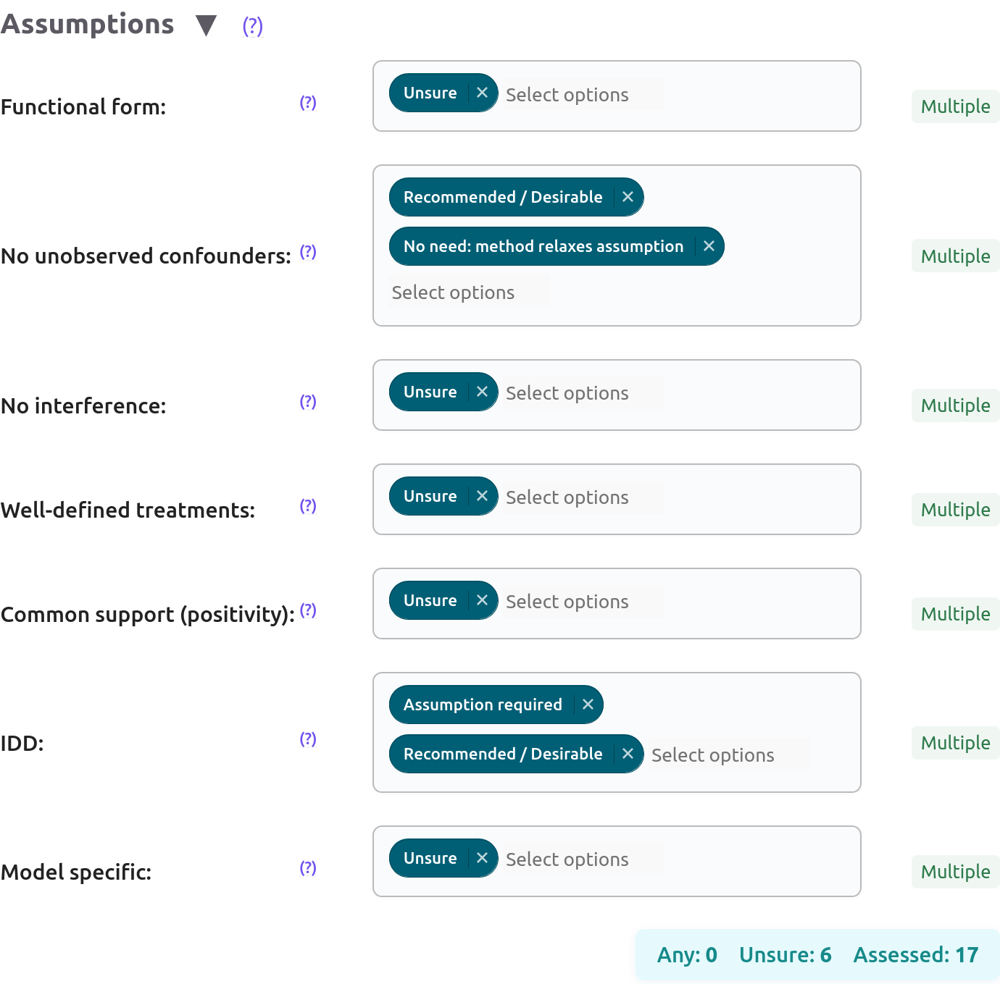 Assumptions ▼ (?)
Functional form: (?) Unsure × Select options Multiple
No unobserved confounders: (?) Recommended / Desirable × Multiple
No need: method relaxes assumption ×
Select options
No interference: (?) Unsure × Select options Multiple
Well-defined treatments: (?) Unsure × Select options Multiple
Common support (positivity): (?) Unsure × Select options Multiple
IDD: (?) Assumption required × Multiple
Recommended / Desirable × Select options
Model specific: (?) Unsure × Select options Multiple
Any: 0 Unsure: 6 Assessed: 17